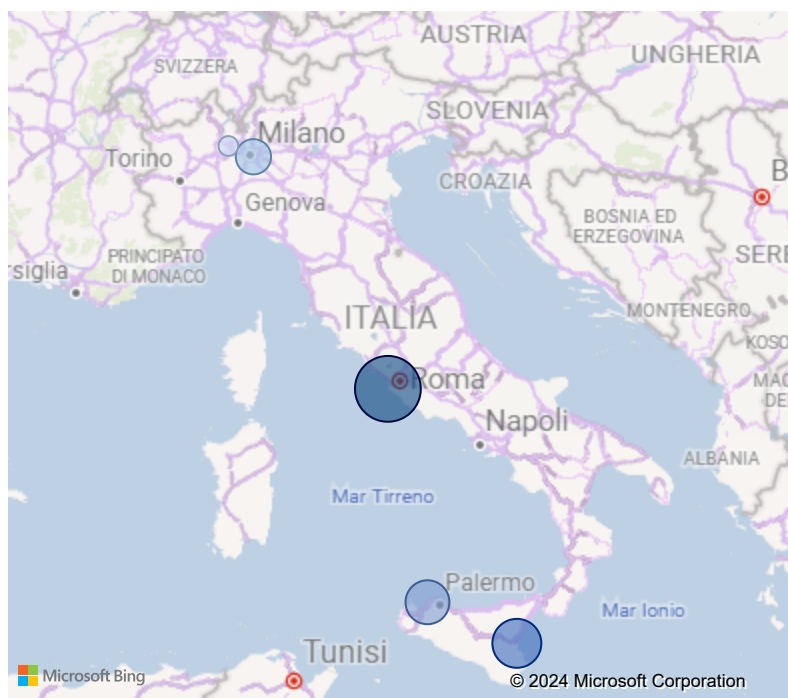 AUSTRIA
UNGHERIA
SVIZZERA
SLOVENIA
Milano
Torino
CROAZIA
B
Genova
BOSNIA ED
ERZEGOVINA
SERE
PRINCIPATO
DI MONACO
rsiglia
MONTENEGRO
ITALIA
KOSO
Roma
MAC
DE
Napoli
ALBANIA
Mar Tirreno
Palermo
Mar Ionio
Tunisi
Microsoft Bing
© 2024 Microsoft Corporation